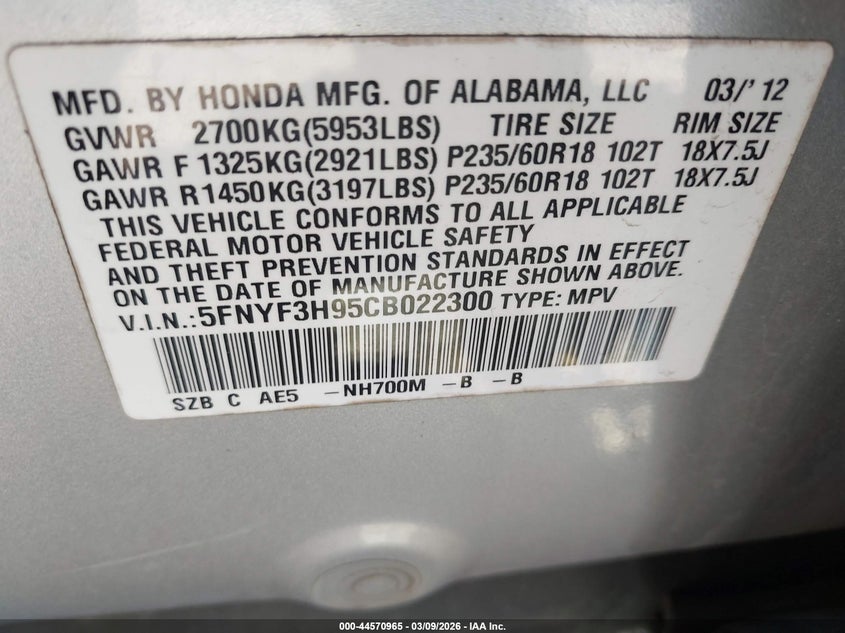 MFD. BY HONDA MFG. OF ALABAMA, LLC 03/' 12
GVWR 2700KG(5953LBS) TIRE SIZE RIM SIZE
GAWR F 1325KG(2921LBS) P235/60R18 102T 18X7.5J
GAWR R1450KG(3197LBS) P235/60R18 102T 18X7.5J
THIS VEHICLE CONFORMS TO ALL APPLICABLE
FEDERAL MOTOR VEHICLE SAFETY
AND THEFT PREVENTION STANDARDS IN EFFECT
ON THE DATE OF MANUFACTURE SHOWN ABOVE.
V.I.N.:5FNYF3H95CB022300 TYPE: MPV
SZB C AE5 -NH700M -B -B
000-44570965 - 03/09/2026 - IAA Inc.